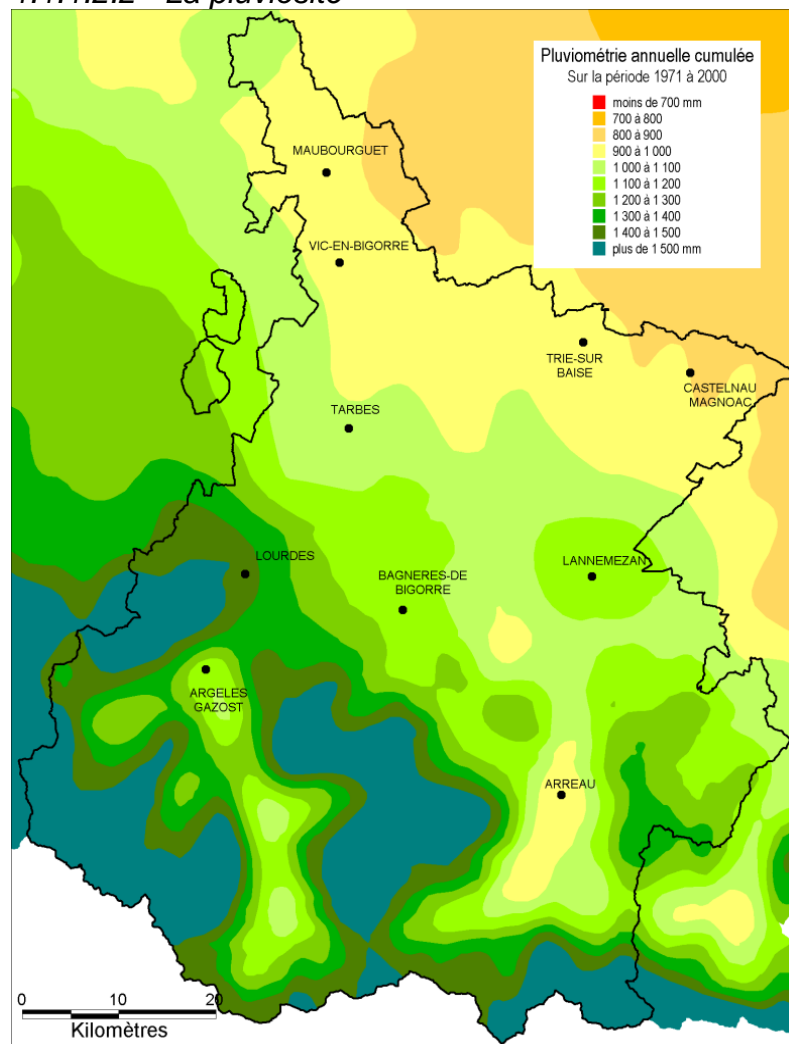 Pluviométrie annuelle cumulée
Sur la période 1971 à 2000
moins de 700 mm
700 à 800
800 à 900
900 à 1 000
1 000 à 1 100
1 100 à 1 200
1 200 à 1 300
1 300 à 1 400
1 400 à 1 500
plus de 1 500 mm
MAUBOURGUET
VIC-EN-BIGORRE
TRIE-SUR
BAISE
CASTELNAU
MAGNOAC
TARBES
LOURDES
BAGNERES-DE
BIGORRE
LANNEMEZAN
ARGELES
GAZOST
ARREAU
0 10 20
Kilomètres